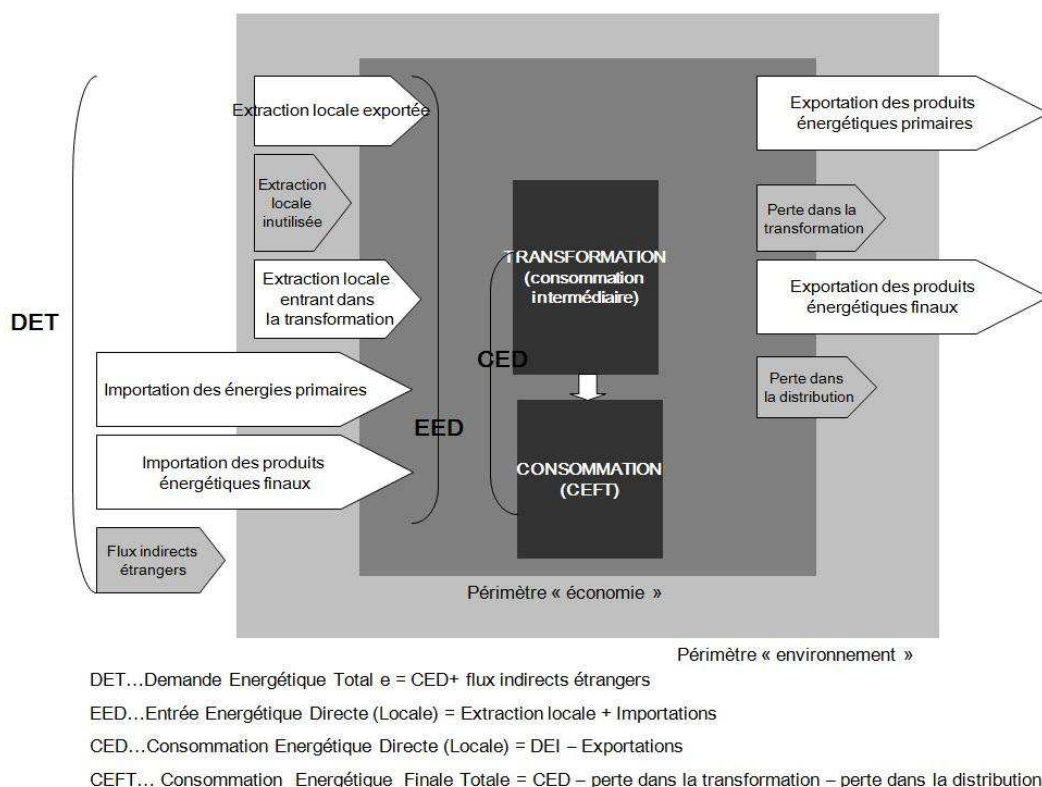 Extraction locale exportée
Exportation des produits
énergétiques primaires
Extraction
locale
inutilisée
Perte dans la
transformation
TRANSFORMATION
(consommation
intermédiaire)
Extraction locale
entrant dans
la transformation
Exportation des produits
énergétiques finaux
DET
CED
Importation des énergies primaires
Perte dans
la distribution
EED
Importation des produits
énergétiques finaux
CONSOMMATION
(CEFT)
Flux indirects
étrangers
Périmètre « économie »
Périmètre « environnement »
DET…Demande Energétique Total e = CED+ flux indirects étrangers
EED…Entrée Energétique Directe (Locale) = Extraction locale + Importations
CED…Consommation Energétique Directe (Locale) = DEI – Exportations
CEFT… Consommation Energétique Finale Totale = CED – perte dans la transformation – perte dans la distribution